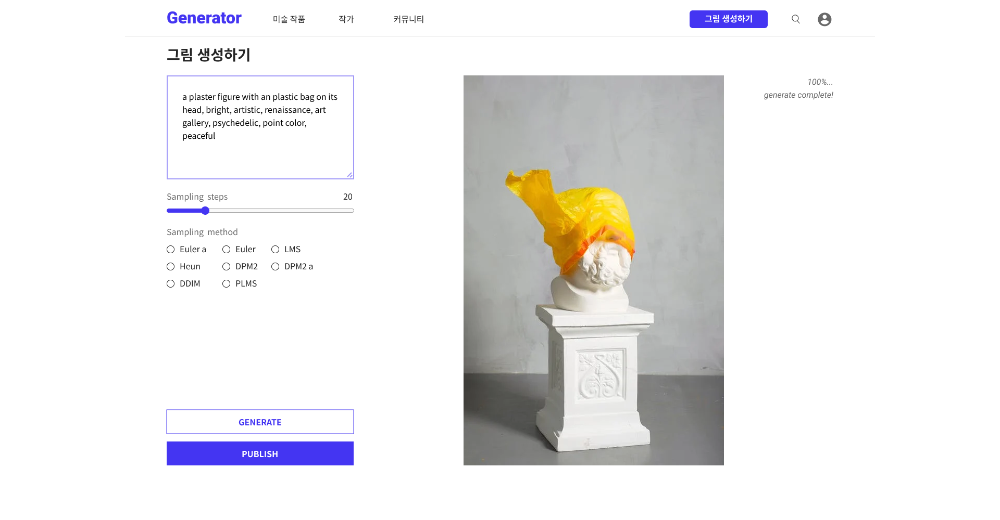 Generator
미술 작품
작가
커뮤니티
그림 생성하기
그림 생성하기
a plaster figure with an plastic bag on its
head, bright, artistic, renaissance, art
gallery, psychedelic, point color,
peaceful
Sampling steps 20
Sampling method
Euler a Euler LMS
Heun DPM2 DPM2 a
DDIM PLMS
GENERATE
PUBLISH
100%...
generate complete!